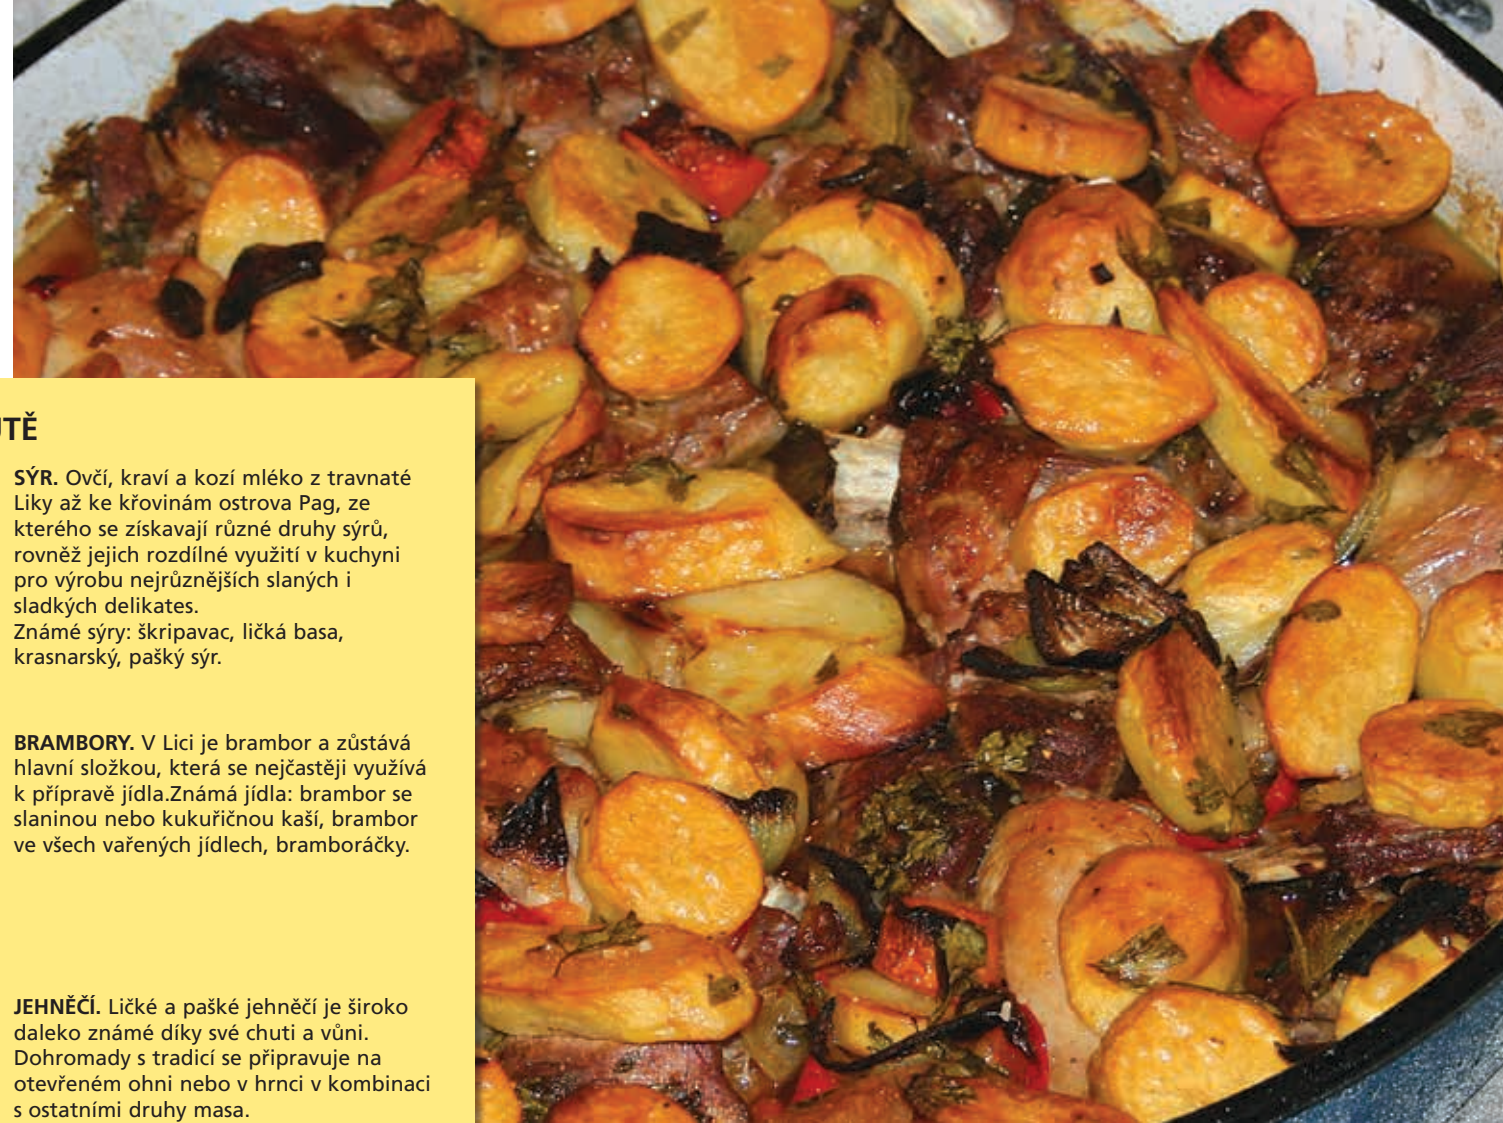 SÝR. Ovčí, kraví a kozí mléko z travnaté
Liky až ke křovinám ostrova Pag, ze
kterého se získavají různé druhy sýrů,
rovněž jejich rozdílné využití v kuchyni
pro výrobu nejrůznějších slaných i
sladkých delikates.
Známé sýry: škripavac, ličká basa,
krasnarský, pašký sýr.
BRAMBORY. V Lici je brambor a zůstává
hlavní složkou, která se nejčastěji využívá
k přípravě jídla.Známá jídla: brambor se
slaninou nebo kukuřičnou kaší, brambor
ve všech vařených jídlech, bramboráčky.
JEHNĚČÍ. Ličké a pašké jehněčí je široko
daleko známé díky své chuti a vůni.
Dohromady s tradicí se připravuje na
otevřeném ohni nebo v hrnci v kombinaci
s ostatními druhy masa.